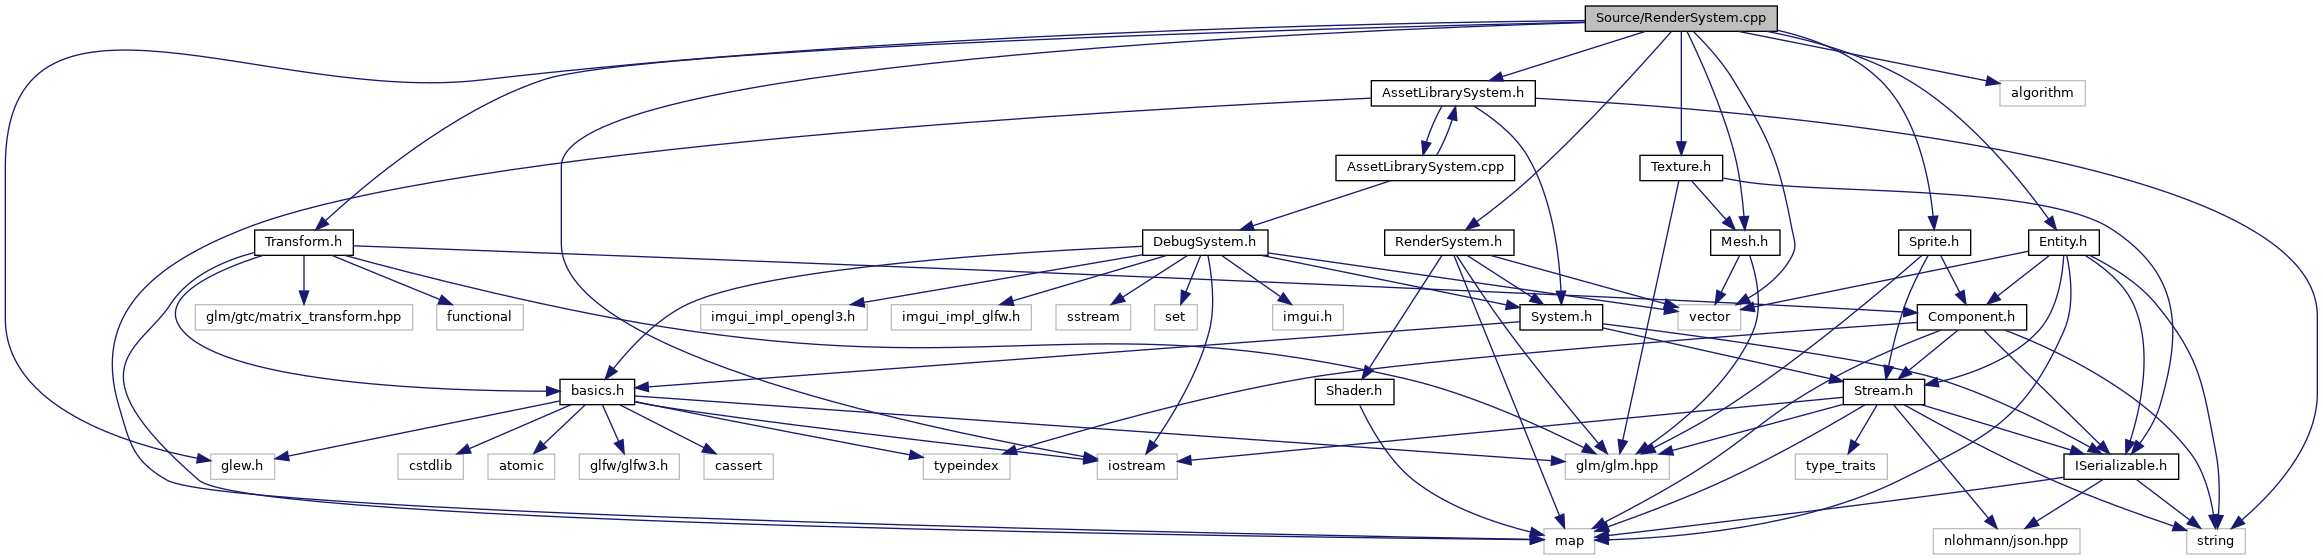 Source/RenderSystem.cpp
AssetLibrarySystem.h
algorithm
AssetLibrarySystem.cpp
Texture.h
Transform.h
DebugSystem.h
RenderSystem.h
Mesh.h
Sprite.h
Entity.h
glm/gtc/matrix_transform.hpp
functional
imgui_impl_opengl3.h
imgui_impl_glfw.h
sstream
set
imgui.h
System.h
vector
Component.h
basics.h
Shader.h
Stream.h
glew.h
cstdlib
atomic
glfw/glfw3.h
cassert
typeindex
iostream
glm/glm.hpp
type_traits
ISerializable.h
map
nlohmann/json.hpp
string